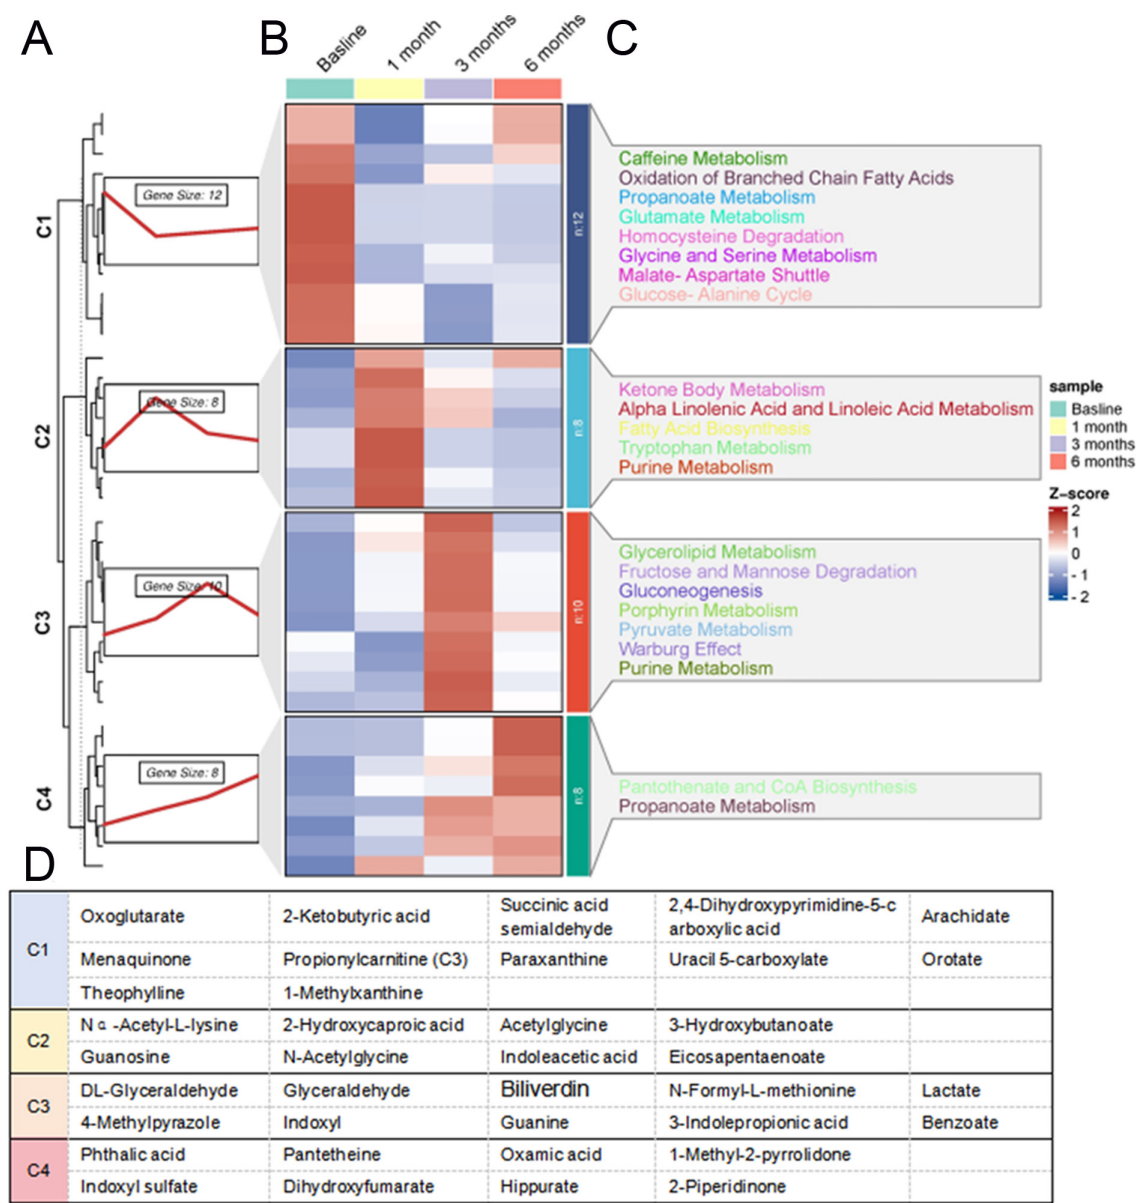 A
B
C
Basline
1 month
3 months
6 months
C1
Gene Size: 12
n:12
Caffeine Metabolism
Oxidation of Branched Chain Fatty Acids
Propanoate Metabolism
Glutamate Metabolism
Homocysteine Degradation
Glycine and Serine Metabolism
Malate- Aspartate Shuttle
Glucose- Alanine Cycle
C2
Gene Size: 8
n:8
Ketone Body Metabolism
Alpha Linolenic Acid and Linoleic Acid Metabolism
Fatty Acid Biosynthesis
Tryptophan Metabolism
Purine Metabolism
sample
Basline
1 month
3 months
6 months
Z-score
2
1
0
- 1
- 2
C3
Gene Size: 10
n:10
Glycerolipid Metabolism
Fructose and Mannose Degradation
Gluconeogenesis
Porphyrin Metabolism
Pyruvate Metabolism
Warburg Effect
Purine Metabolism
C4
Gene Size: 8
n:8
Pantothenate and CoA Biosynthesis
Propanoate Metabolism
D
C1
Oxoglutarate
2-Ketobutyric acid
Succinic acid
semialdehyde
2,4-Dihydroxypyrimidine-5-c
arboxylic acid
Arachidate
Menaquinone
Propionylcarnitine (C3)
Paraxanthine
Uracil 5-carboxylate
Orotate
Theophylline
1-Methylxanthine
C2
Nα-Acetyl-L-lysine
2-Hydroxycaproic acid
Acetylglycine
3-Hydroxybutanoate
Guanosine
N-Acetylglycine
Indoleacetic acid
Eicosapentaenoate
C3
DL-Glyceraldehyde
Glyceraldehyde
Biliverdin
N-Formyl-L-methionine
Lactate
4-Methylpyrazole
Indoxyl
Guanine
3-Indolepropionic acid
Benzoate
C4
Phthalic acid
Pantetheine
Oxamic acid
1-Methyl-2-pyrrolidone
Indoxyl sulfate
Dihydroxyfumarate
Hippurate
2-Piperidinone